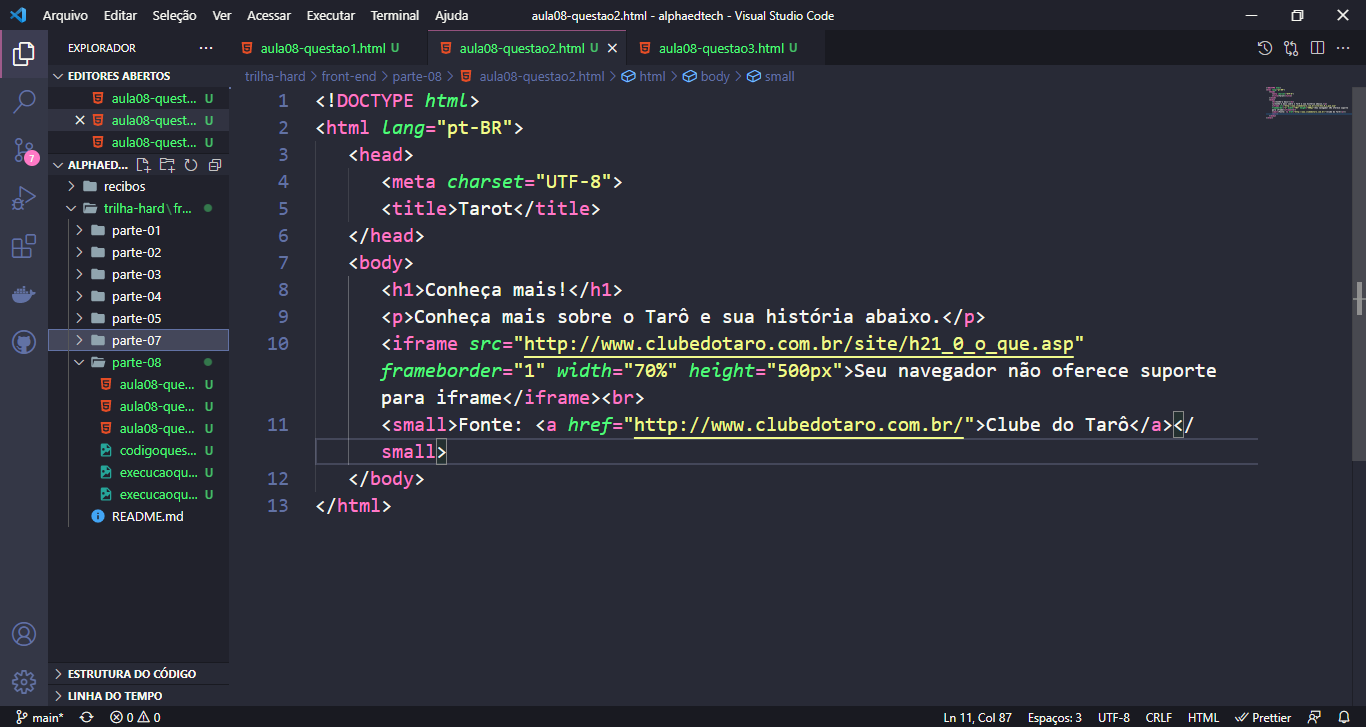 Arquivo Editar Seleção Ver Acessar Executar Terminal Ajuda aula08-questao2.html - alphaedtech - Visual Studio Code
EXPLORADOR ··· aula08-questao1.html U aula08-questao2.html U aula08-questao3.html U
EDITORES ABERTOS
aula08-quest... U
aula08-quest... U
aula08-quest... U
7
ALPHAED...
recibos
trilha-hard\fr...
parte-01
parte-02
parte-03
parte-04
parte-05
parte-07
parte-08
aula08-que... U
aula08-que... U
aula08-que... U
codigoques... U
execucaoqu... U
execucaoqu... U
README.md
ESTRUTURA DO CÓDIGO
LINHA DO TEMPO
trilha-hard > front-end > parte-08 > aula08-questao2.html > html > body > small
1 <!DOCTYPE html>
2 <html lang="pt-BR">
3 <head>
4 <meta charset="UTF-8">
5 <title>Tarot</title>
6 </head>
7 <body>
8 <h1>Conheça mais!</h1>
9 <p>Conheça mais sobre o Tarô e sua história abaixo.</p>
10 <iframe src="http://www.clubedotaro.com.br/site/h21_0_o_que.asp"
frameborder="1" width="70%" height="500px">Seu navegador não oferece suporte
para iframe</iframe><br>
11 <small>Fonte: <a href="http://www.clubedotaro.com.br/">Clube do Tarô</a></
small>
12 </body>
13 </html>
main* 0 0 Ln 11, Col 87 Espaços: 3 UTF-8 CRLF HTML Prettier